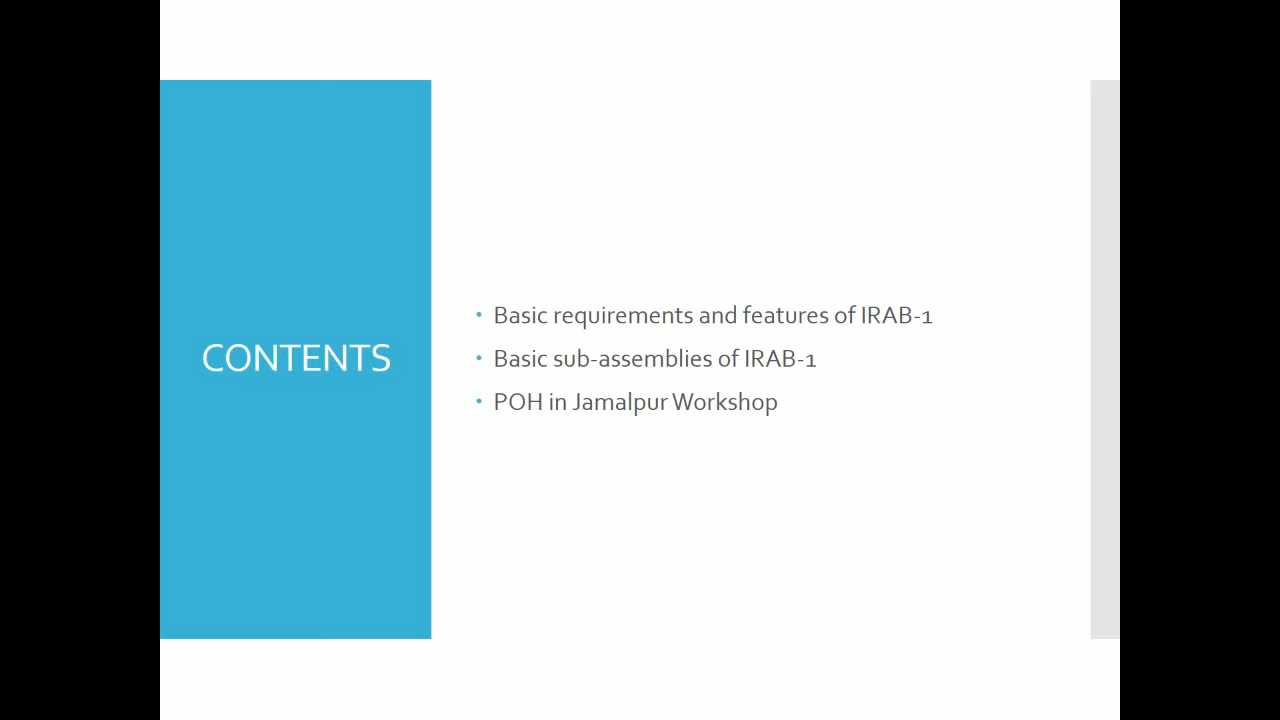 CONTENTS
• Basic requirements and features of IRAB-1
• Basic sub-assemblies of IRAB-1
• POH in Jamalpur Workshop